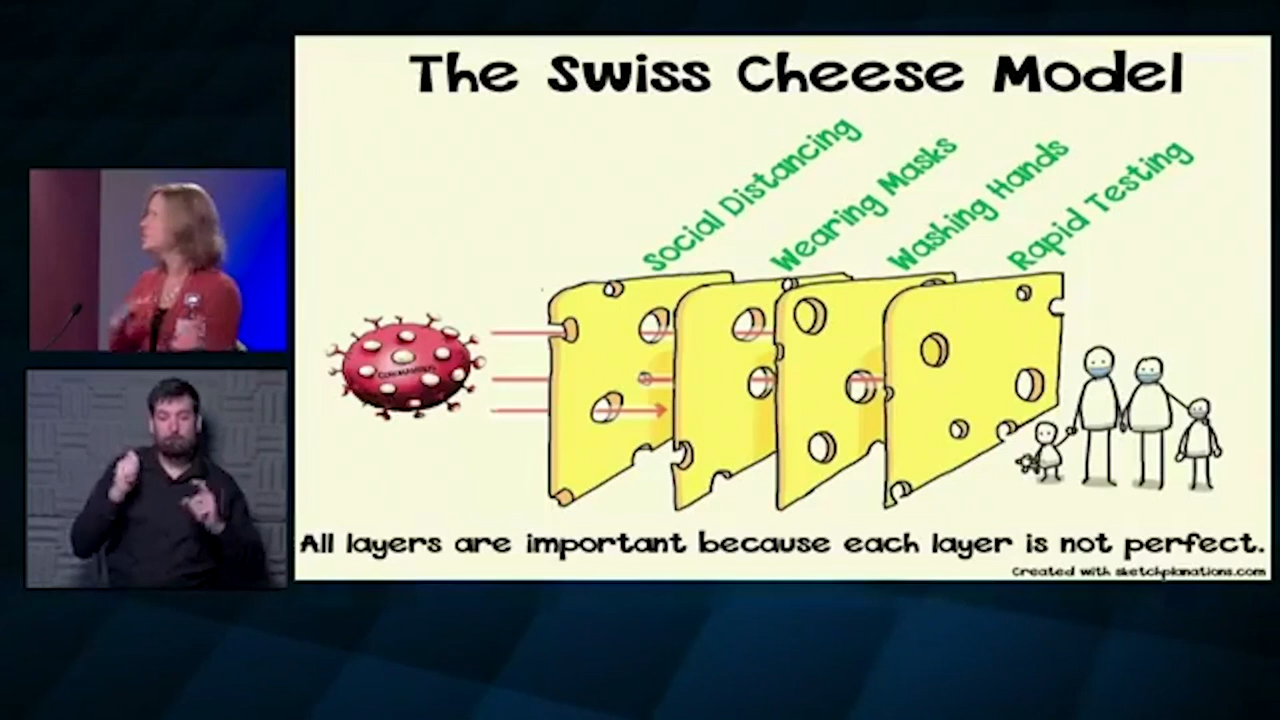 The Swiss Cheese Model
Social Distancing
Wearing Masks
Washing Hands
Rapid Testing
CORONAVIRUS
All layers are important because each layer is not perfect.
Created with sketchplanations.com